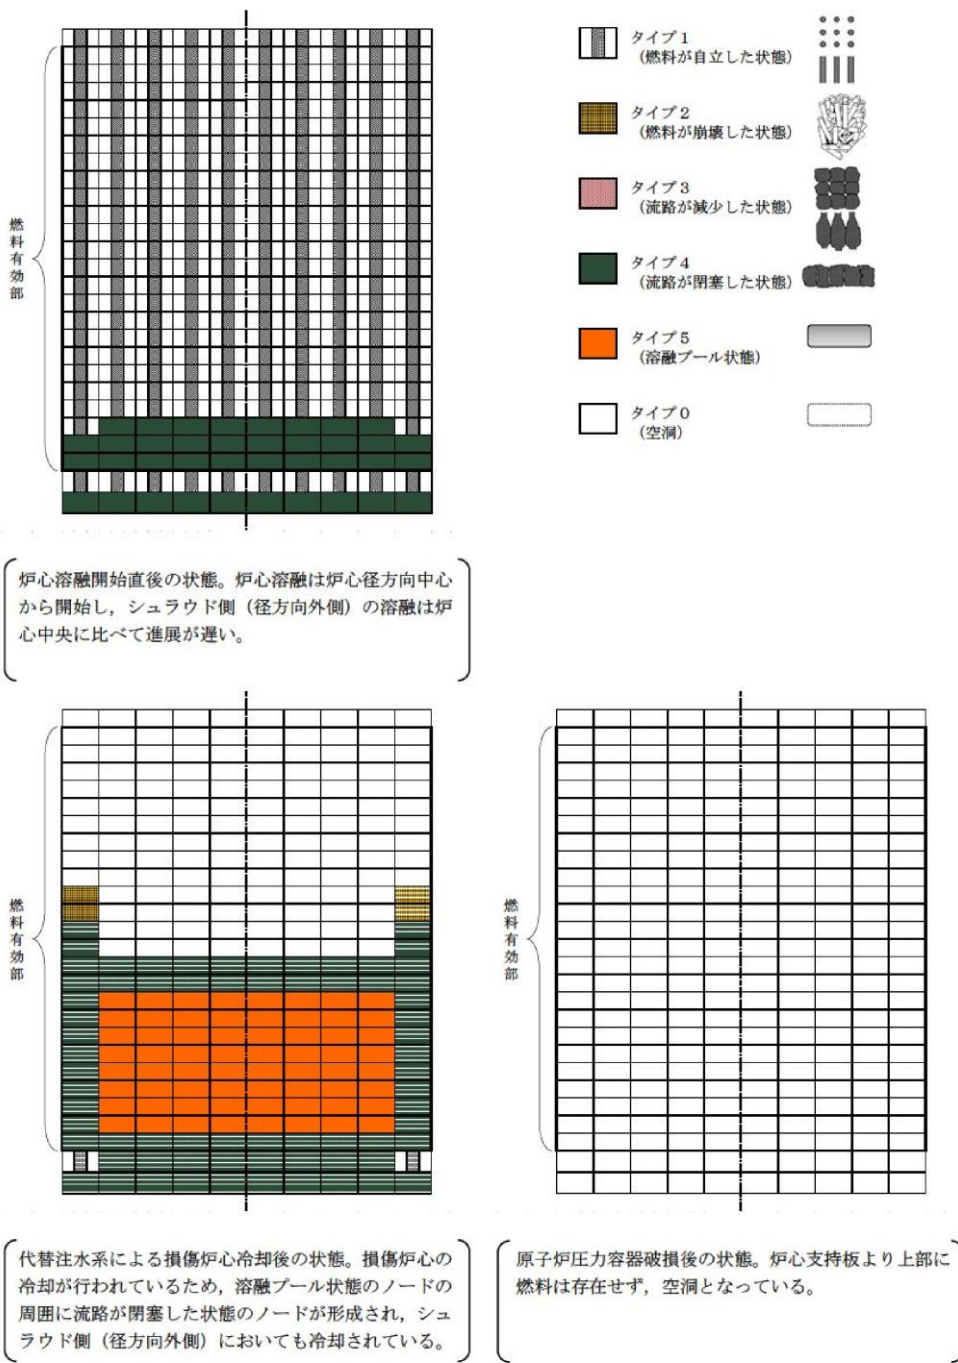 燃料有効部
タイプ1
（燃料が自立した状態）
タイプ2
（燃料が崩壊した状態）
タイプ3
（流路が減少した状態）
タイプ4
（流路が閉塞した状態）
タイプ5
（溶融プール状態）
タイプ0
（空洞）
炉心溶融開始直後の状態。炉心溶融は炉心径方向中心
から開始し，シュラウド側（径方向外側）の溶融は炉
心中央に比べて進展が遅い。
燃料有効部
燃料有効部
代替注水系による損傷炉心冷却後の状態。損傷炉心の
冷却が行われているため，溶融プール状態のノードの
周囲に流路が閉塞した状態のノードが形成され，シュ
ラウド側（径方向外側）においても冷却されている。
原子炉圧力容器破損後の状態。炉心支持板より上部に
燃料は存在せず，空洞となっている。